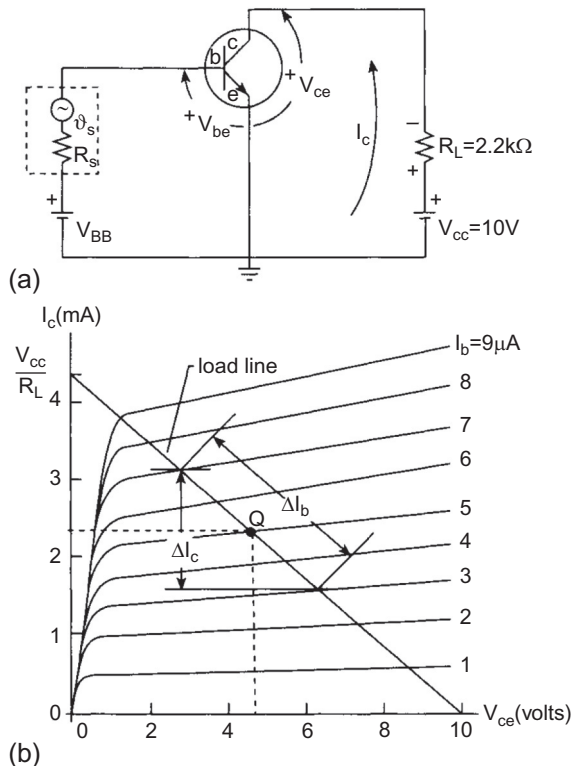 c
b
e
+ V_be −
+ V_ce
ϑ_s
R_s
I_c
−
R_L=2.2kΩ
+
+
V_BB
+
V_cc=10V
(a)
I_c(mA)
V_cc
R_L
load line
I_b=9μA
4
8
7
3
6
ΔI_b
Q
5
ΔI_c
4
2
3
1
2
1
0
0 2 4 6 8 10 V_ce(volts)
(b)